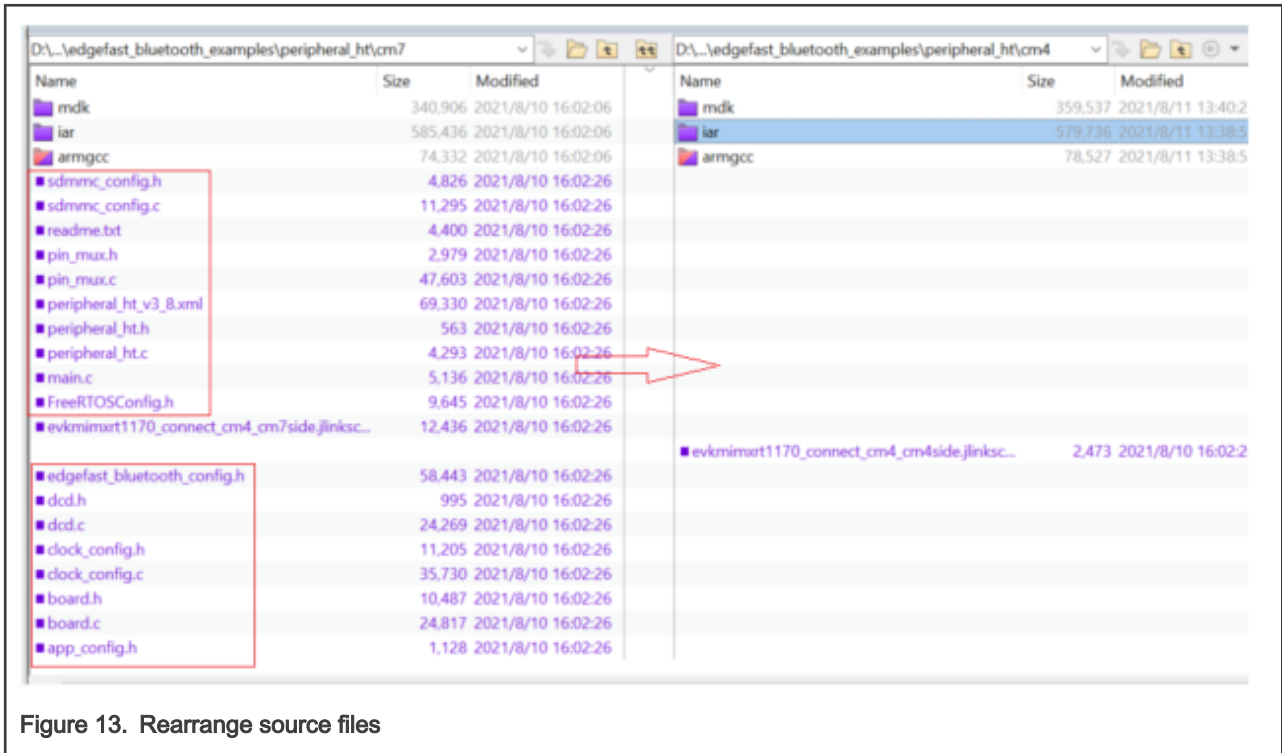 D:\...\edgefast_bluetooth_examples\peripheral_ht\cm7 D:\...\edgefast_bluetooth_examples\peripheral_ht\cm4
Name Size Modified Name Size Modified
mdk 340,906 2021/8/10 16:02:06 mdk 359,537 2021/8/11 13:40:2
iar 585,436 2021/8/10 16:02:06 iar 579,736 2021/8/11 13:38:5
armgcc 74,332 2021/8/10 16:02:06 armgcc 78,527 2021/8/11 13:38:5
sdmmc_config.h 4,826 2021/8/10 16:02:26
sdmmc_config.c 11,295 2021/8/10 16:02:26
readme.txt 4,400 2021/8/10 16:02:26
pin_mux.h 2,979 2021/8/10 16:02:26
pin_mux.c 47,603 2021/8/10 16:02:26
peripheral_ht_v3_8.xml 69,330 2021/8/10 16:02:26
peripheral_ht.h 563 2021/8/10 16:02:26
peripheral_ht.c 4,293 2021/8/10 16:02:26
main.c 5,136 2021/8/10 16:02:26
FreeRTOSConfig.h 9,645 2021/8/10 16:02:26
evkmimxrt1170_connect_cm4_cm7side.jlinksc... 12,436 2021/8/10 16:02:26
evkmimxrt1170_connect_cm4_cm4side.jlinksc... 2,473 2021/8/10 16:02:2
edgefast_bluetooth_config.h 58,443 2021/8/10 16:02:26
dcd.h 995 2021/8/10 16:02:26
dcd.c 24,269 2021/8/10 16:02:26
clock_config.h 11,205 2021/8/10 16:02:26
clock_config.c 35,730 2021/8/10 16:02:26
board.h 10,487 2021/8/10 16:02:26
board.c 24,817 2021/8/10 16:02:26
app_config.h 1,128 2021/8/10 16:02:26
Figure 13. Rearrange source files